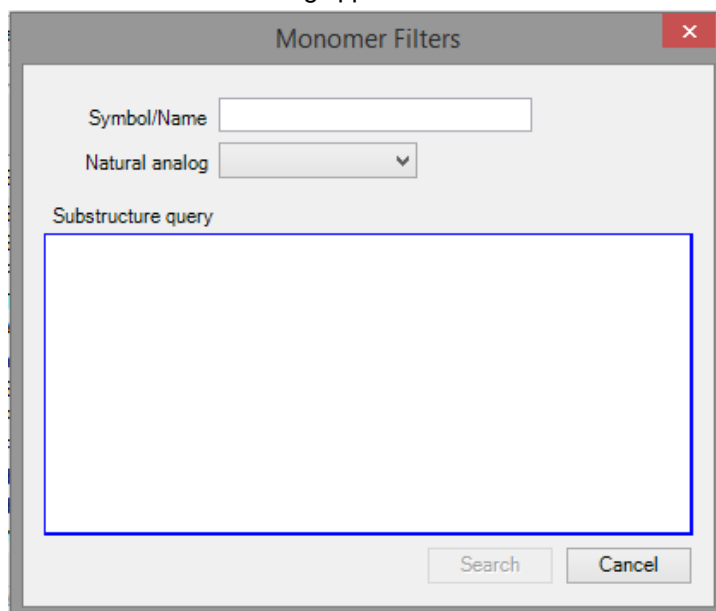 Monomer Filters
Symbol/Name
Natural analog
Substructure query
Search Cancel